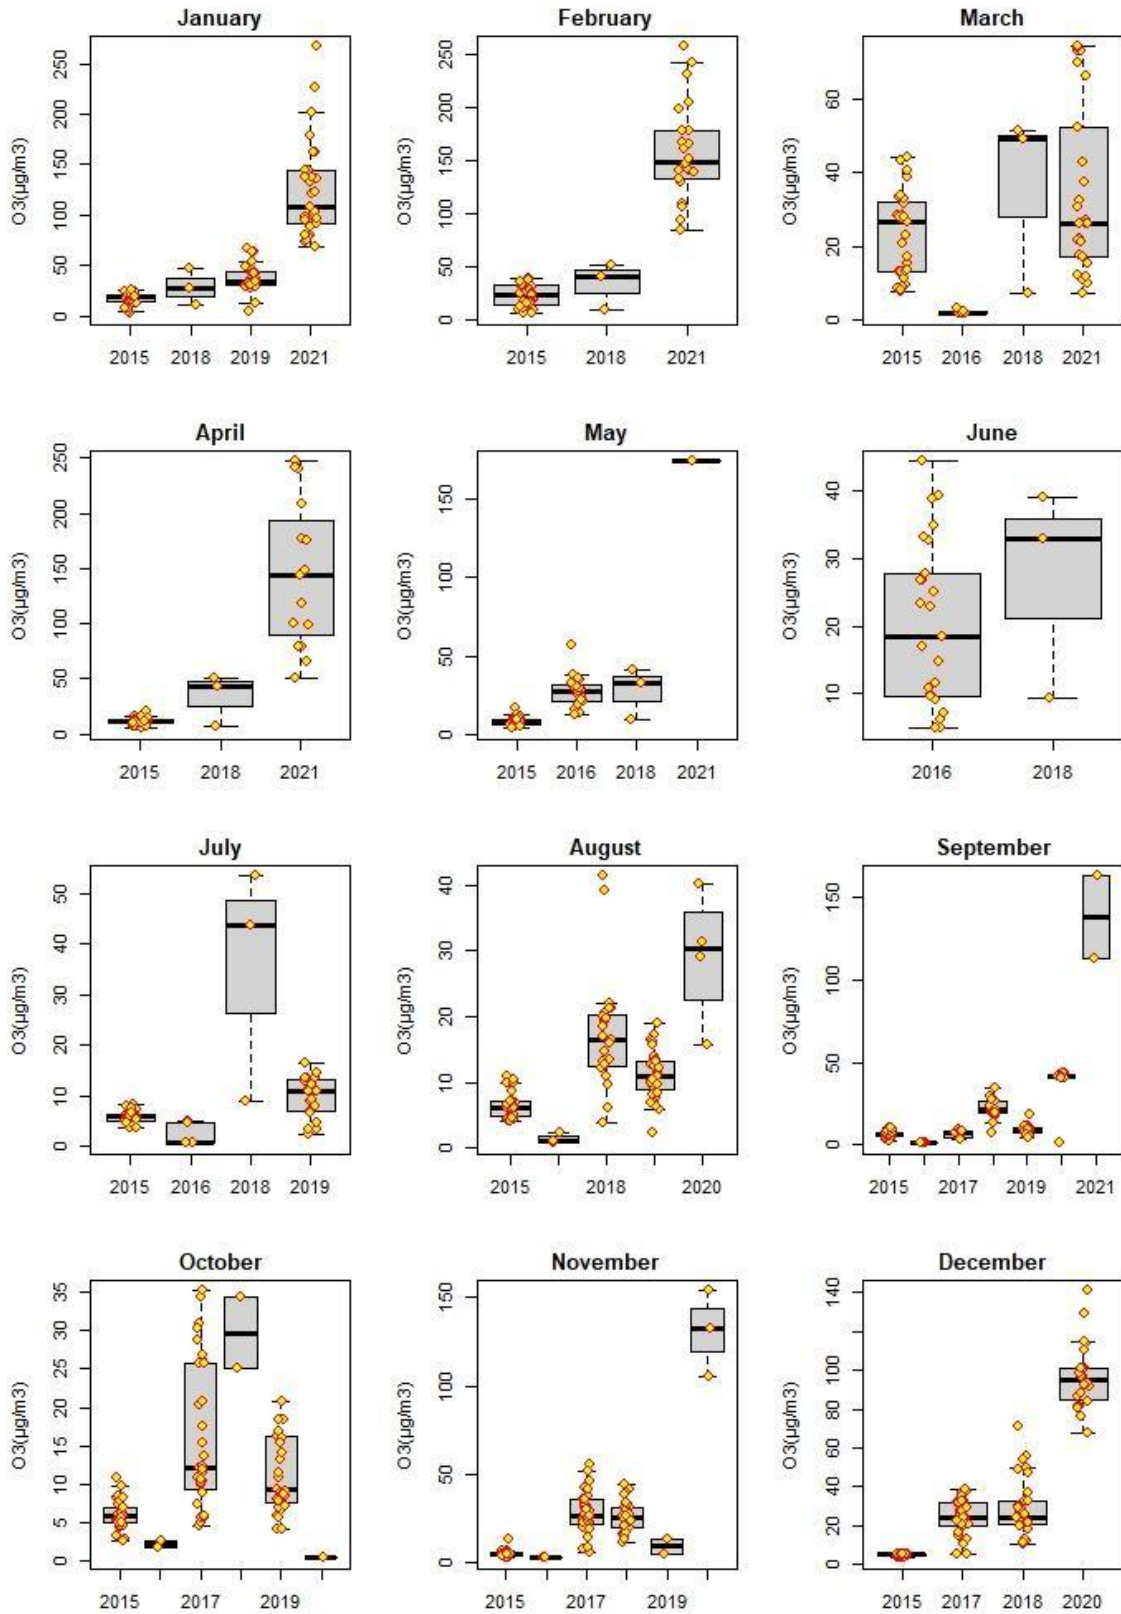 January
O3(µg/m3)
250
200
150
100
50
0
2015 2018 2019 2021
February
O3(µg/m3)
250
200
150
100
50
0
2015 2018 2021
March
O3(µg/m3)
60
40
20
0
2015 2016 2018 2021
April
O3(µg/m3)
250
200
150
100
50
0
2015 2018 2021
May
O3(µg/m3)
150
100
50
0
2015 2016 2018 2021
June
O3(µg/m3)
40
30
20
10
2016 2018
July
O3(µg/m3)
50
40
30
20
10
0
2015 2016 2018 2019
August
O3(µg/m3)
40
30
20
10
0
2015 2018 2020
September
O3(µg/m3)
150
100
50
0
2015 2017 2019 2021
October
O3(µg/m3)
35
30
25
20
15
10
5
0
2015 2017 2019
November
O3(µg/m3)
150
100
50
0
2015 2017 2019
December
O3(µg/m3)
140
100
80
60
40
20
0
2015 2017 2018 2020